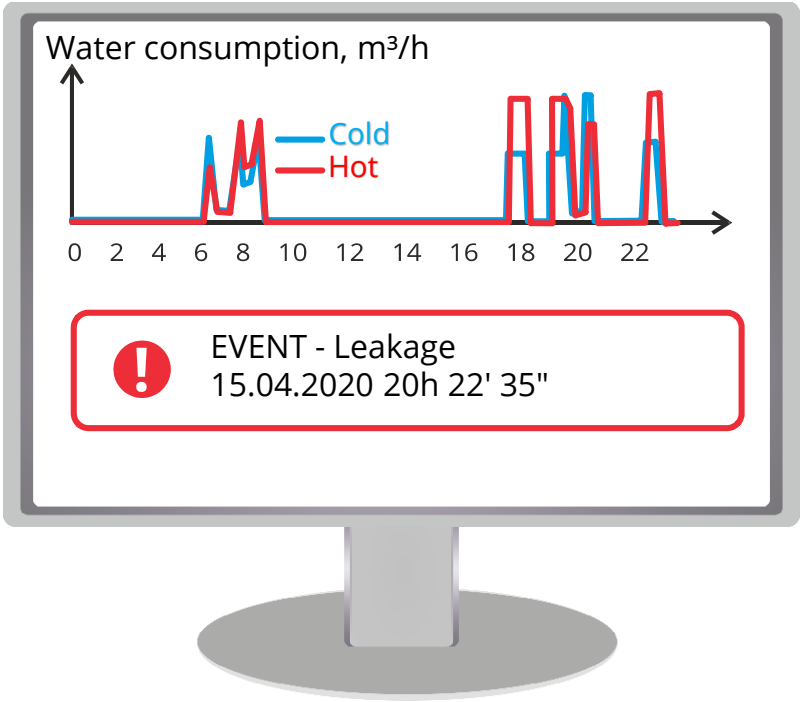 Water consumption, m³/h
Cold
Hot
0 2 4 6 8 10 12 14 16 18 20 22
EVENT - Leakage
15.04.2020 20h 22' 35"